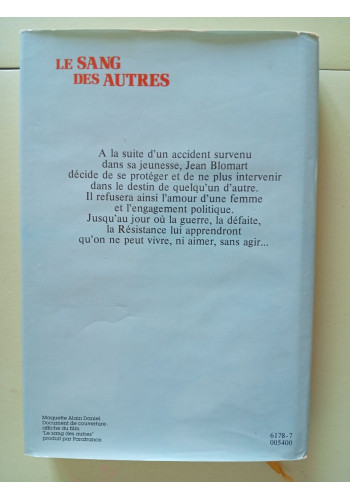 LE SANG
DES AUTRES
A la suite d'un accident survenu
dans sa jeunesse, Jean Blomart
décide de se protéger et de ne plus intervenir
dans le destin de quelqu'un d'autre.
Il refusera ainsi l'amour d'une femme
et l'engagement politique.
Jusqu'au jour où la guerre, la défaite,
la Résistance lui apprendront
qu'on ne peut vivre, ni aimer, sans agir...
Maquette Alain Daniel
Document de couverture :
affiche du film
"Le sang des autres"
produit par Parafrance
6178-7
005400